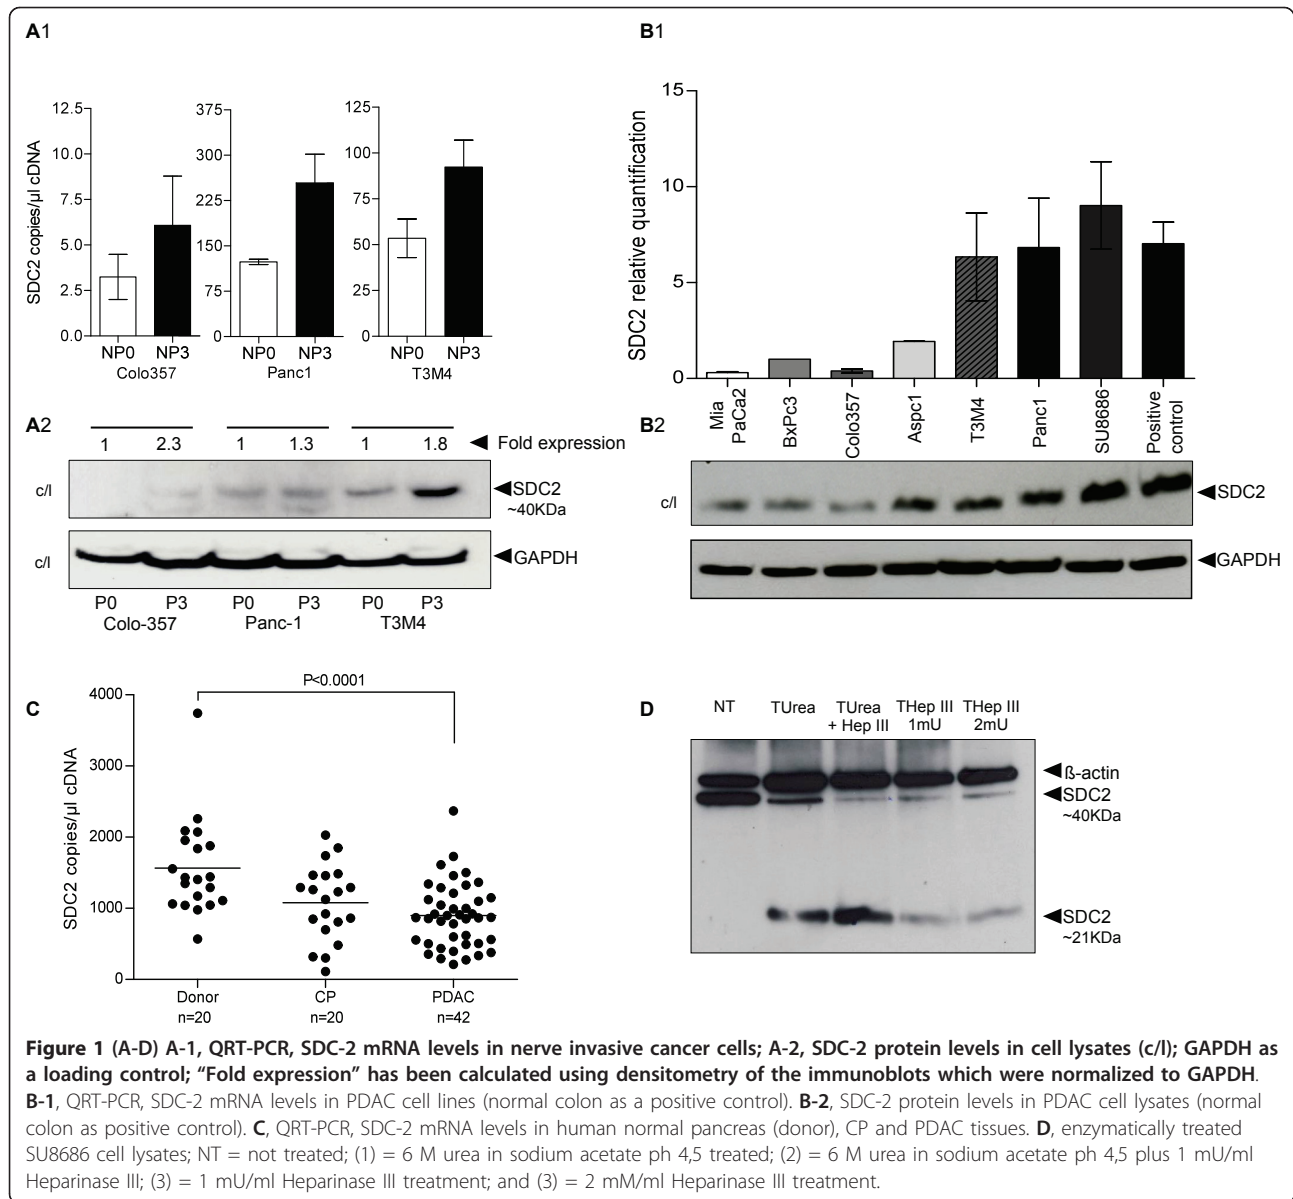 A1
12.5
10.0
7.5
5.0
2.5
0.0
SDC2 copies/µl cDNA
NP0 NP3
Colo357
375
300
225
150
75
0
NP0 NP3
Panc1
125
100
75
50
25
0
NP0 NP3
T3M4
B1
15
10
5
0
SDC2 relative quantification
Mia PaCa2
BxPc3
Colo357
Aspc1
T3M4
Panc1
SU8686
Positive control
A2
1 2.3 1 1.3 1 1.8 Fold expression
c/l SDC2
~40KDa
c/l GAPDH
P0 P3 P0 P3 P0 P3
Colo-357 Panc-1 T3M4
B2
c/l SDC2
GAPDH
C
P<0.0001
4000
3000
2000
1000
0
SDC2 copies/µl cDNA
Donor CP PDAC
n=20 n=20 n=42
D
NT TUrea TUrea THep III THep III
+ Hep III 1mU 2mU
ß-actin
SDC2
~40KDa
SDC2
~21KDa
Figure 1 (A-D) A-1, QRT-PCR, SDC-2 mRNA levels in nerve invasive cancer cells; A-2, SDC-2 protein levels in cell lysates (c/l); GAPDH as
a loading control; “Fold expression” has been calculated using densitometry of the immunoblots which were normalized to GAPDH.
B-1, QRT-PCR, SDC-2 mRNA levels in PDAC cell lines (normal colon as a positive control). B-2, SDC-2 protein levels in PDAC cell lysates (normal
colon as positive control). C, QRT-PCR, SDC-2 mRNA levels in human normal pancreas (donor), CP and PDAC tissues. D, enzymatically treated
SU8686 cell lysates; NT = not treated; (1) = 6 M urea in sodium acetate ph 4,5 treated; (2) = 6 M urea in sodium acetate ph 4,5 plus 1 mU/ml
Heparinase III; (3) = 1 mU/ml Heparinase III treatment; and (3) = 2 mM/ml Heparinase III treatment.